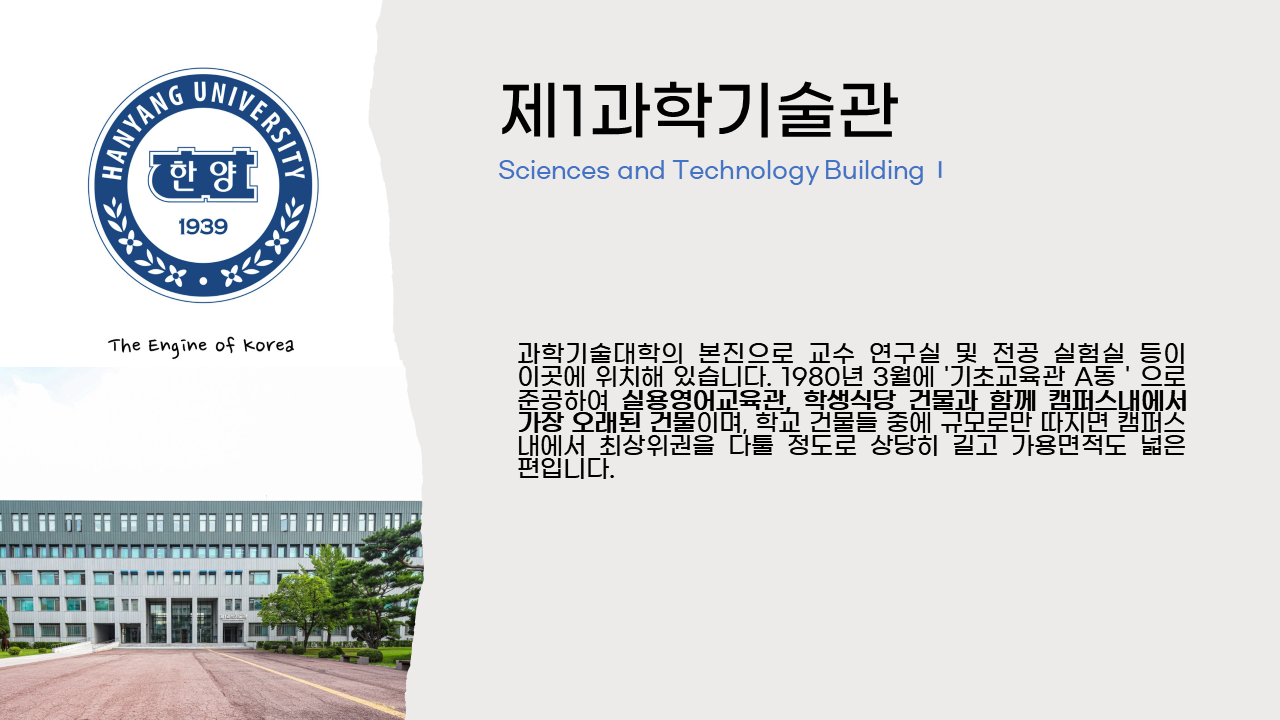 HANYANG UNIVERSITY
한양
1939
The Engine of Korea
제1과학기술관
Sciences and Technology Building Ⅰ
과학기술대학의 본진으로 교수 연구실 및 전공 실험실 등이
이곳에 위치해 있습니다. 1980년 3월에 '기초교육관 A동 ' 으로
준공하여 실용영어교육관, 학생식당 건물과 함께 캠퍼스내에서
가장 오래된 건물이며, 학교 건물들 중에 규모로만 따지면 캠퍼스
내에서 최상위권을 다툴 정도로 상당히 길고 가용면적도 넓은
편입니다.